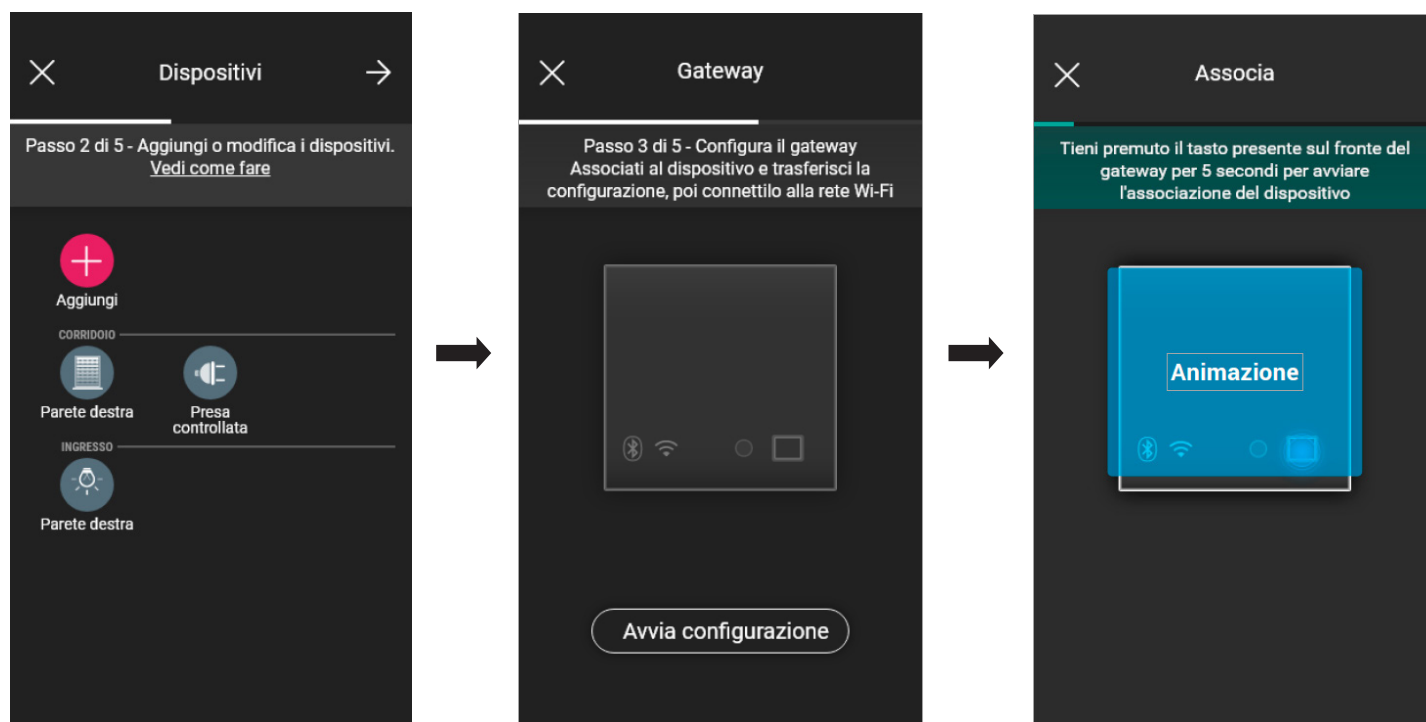 Dispositivi
Passo 2 di 5 - Aggiungi o modifica i dispositivi.
Vedi come fare
Aggiungi
CORRIDOIO
Parete destra
Presa
controllata
INGRESSO
Parete destra
Gateway
Passo 3 di 5 - Configura il gateway
Associati al dispositivo e trasferisci la
configurazione, poi connettilo alla rete Wi-Fi
Avvia configurazione
Associa
Tieni premuto il tasto presente sul fronte del
gateway per 5 secondi per avviare
l'associazione del dispositivo
Animazione